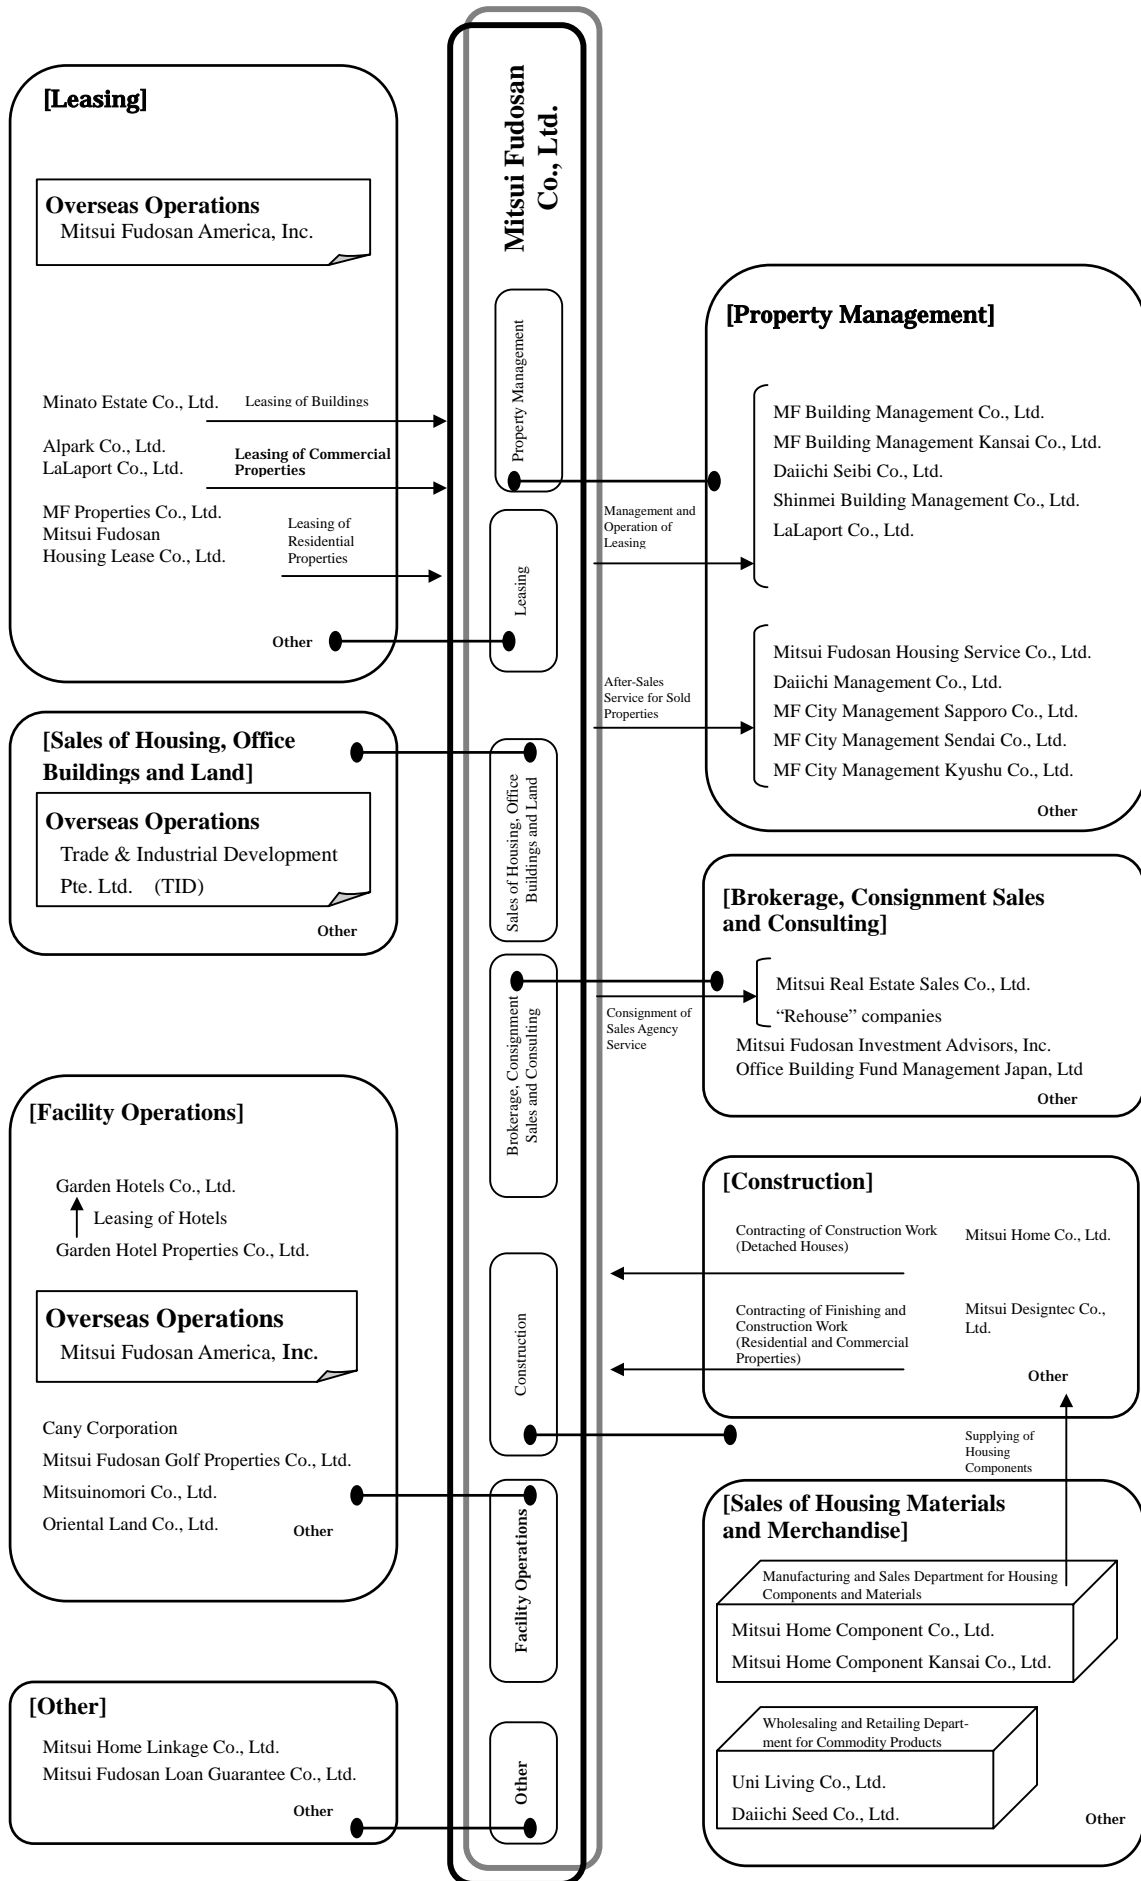 [Leasing]
Overseas Operations
Mitsui Fudosan America, Inc.
Minato Estate Co., Ltd.
Leasing of Buildings
Alpark Co., Ltd.
LaLaport Co., Ltd.
Leasing of Commercial
Properties
MF Properties Co., Ltd.
Mitsui Fudosan
Housing Lease Co., Ltd.
Leasing of
Residential
Properties
Other
[Sales of Housing, Office
Buildings and Land]
Overseas Operations
Trade & Industrial Development
Pte. Ltd. (TID)
Other
[Facility Operations]
Garden Hotels Co., Ltd.
Leasing of Hotels
Garden Hotel Properties Co., Ltd.
Overseas Operations
Mitsui Fudosan America, Inc.
Cany Corporation
Mitsui Fudosan Golf Properties Co., Ltd.
Mitsuinomori Co., Ltd.
Oriental Land Co., Ltd.
Other
[Other]
Mitsui Home Linkage Co., Ltd.
Mitsui Fudosan Loan Guarantee Co., Ltd.
Other
Mitsui Fudosan
Co., Ltd.
Property Management
Leasing
Sales of Housing, Office
Buildings and Land
Brokerage, Consignment
Sales and Consulting
Construction
Facility Operations
Other
Management and
Operation of
Leasing
After-Sales
Service for Sold
Properties
Consignment of
Sales Agency
Service
[Property Management]
MF Building Management Co., Ltd.
MF Building Management Kansai Co., Ltd.
Daiichi Seibi Co., Ltd.
Shinmei Building Management Co., Ltd.
LaLaport Co., Ltd.
Mitsui Fudosan Housing Service Co., Ltd.
Daiichi Management Co., Ltd.
MF City Management Sapporo Co., Ltd.
MF City Management Sendai Co., Ltd.
MF City Management Kyushu Co., Ltd.
Other
[Brokerage, Consignment Sales
and Consulting]
Mitsui Real Estate Sales Co., Ltd.
“Rehouse” companies
Mitsui Fudosan Investment Advisors, Inc.
Office Building Fund Management Japan, Ltd
Other
[Construction]
Contracting of Construction Work
(Detached Houses)
Mitsui Home Co., Ltd.
Contracting of Finishing and
Construction Work
(Residential and Commercial
Properties)
Mitsui Designtec Co.,
Ltd.
Other
Supplying of
Housing
Components
[Sales of Housing Materials
and Merchandise]
Manufacturing and Sales Department for Housing
Components and Materials
Mitsui Home Component Co., Ltd.
Mitsui Home Component Kansai Co., Ltd.
Wholesaling and Retailing Depart-
ment for Commodity Products
Uni Living Co., Ltd.
Daiichi Seed Co., Ltd.
Other